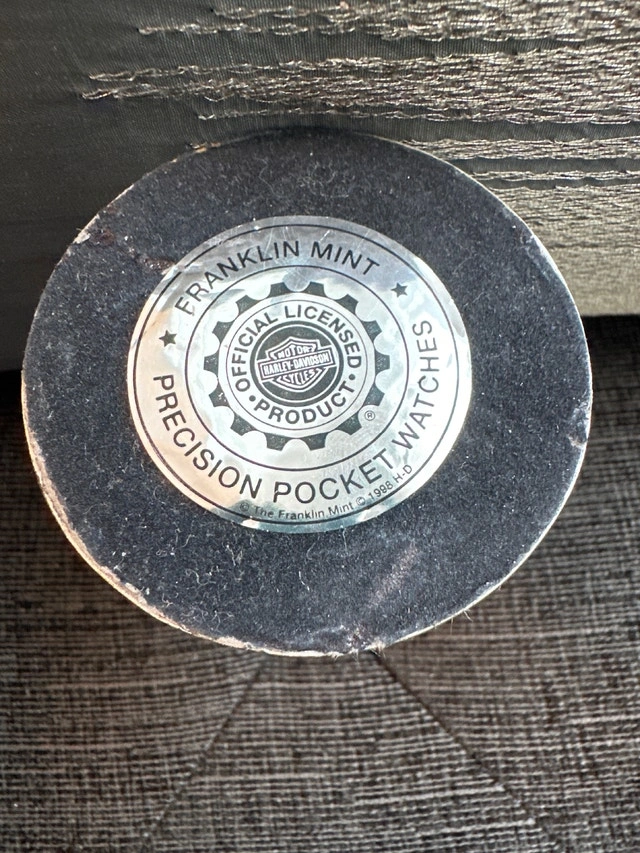 FRANKLIN MINT
PRECISION POCKET WATCHES
OFFICIAL LICENSED
PRODUCT
®
MOTOR
HARLEY-DAVIDSON
CYCLES
© The Franklin Mint © 1998 H-D